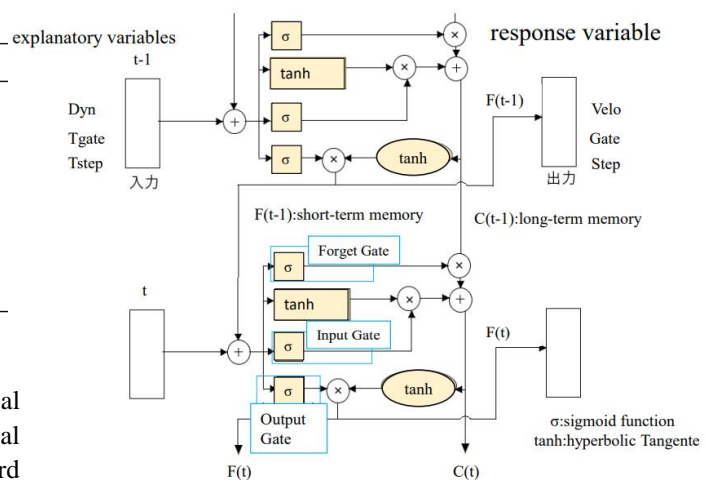 explanatory variables
response variable
t-1
σ
×
tanh
×
+
F(t-1)
Dyn
Tgate
Tstep
+
σ
Velo
Gate
Step
σ
×
tanh
入力
出力
F(t-1):short-term memory
C(t-1):long-term memory
Forget Gate
σ
×
t
tanh
×
+
Input Gate
F(t)
+
σ
σ
×
tanh
Output
Gate
σ:sigmoid function
tanh:hyperbolic Tangente
F(t)
C(t)
al
al
rd